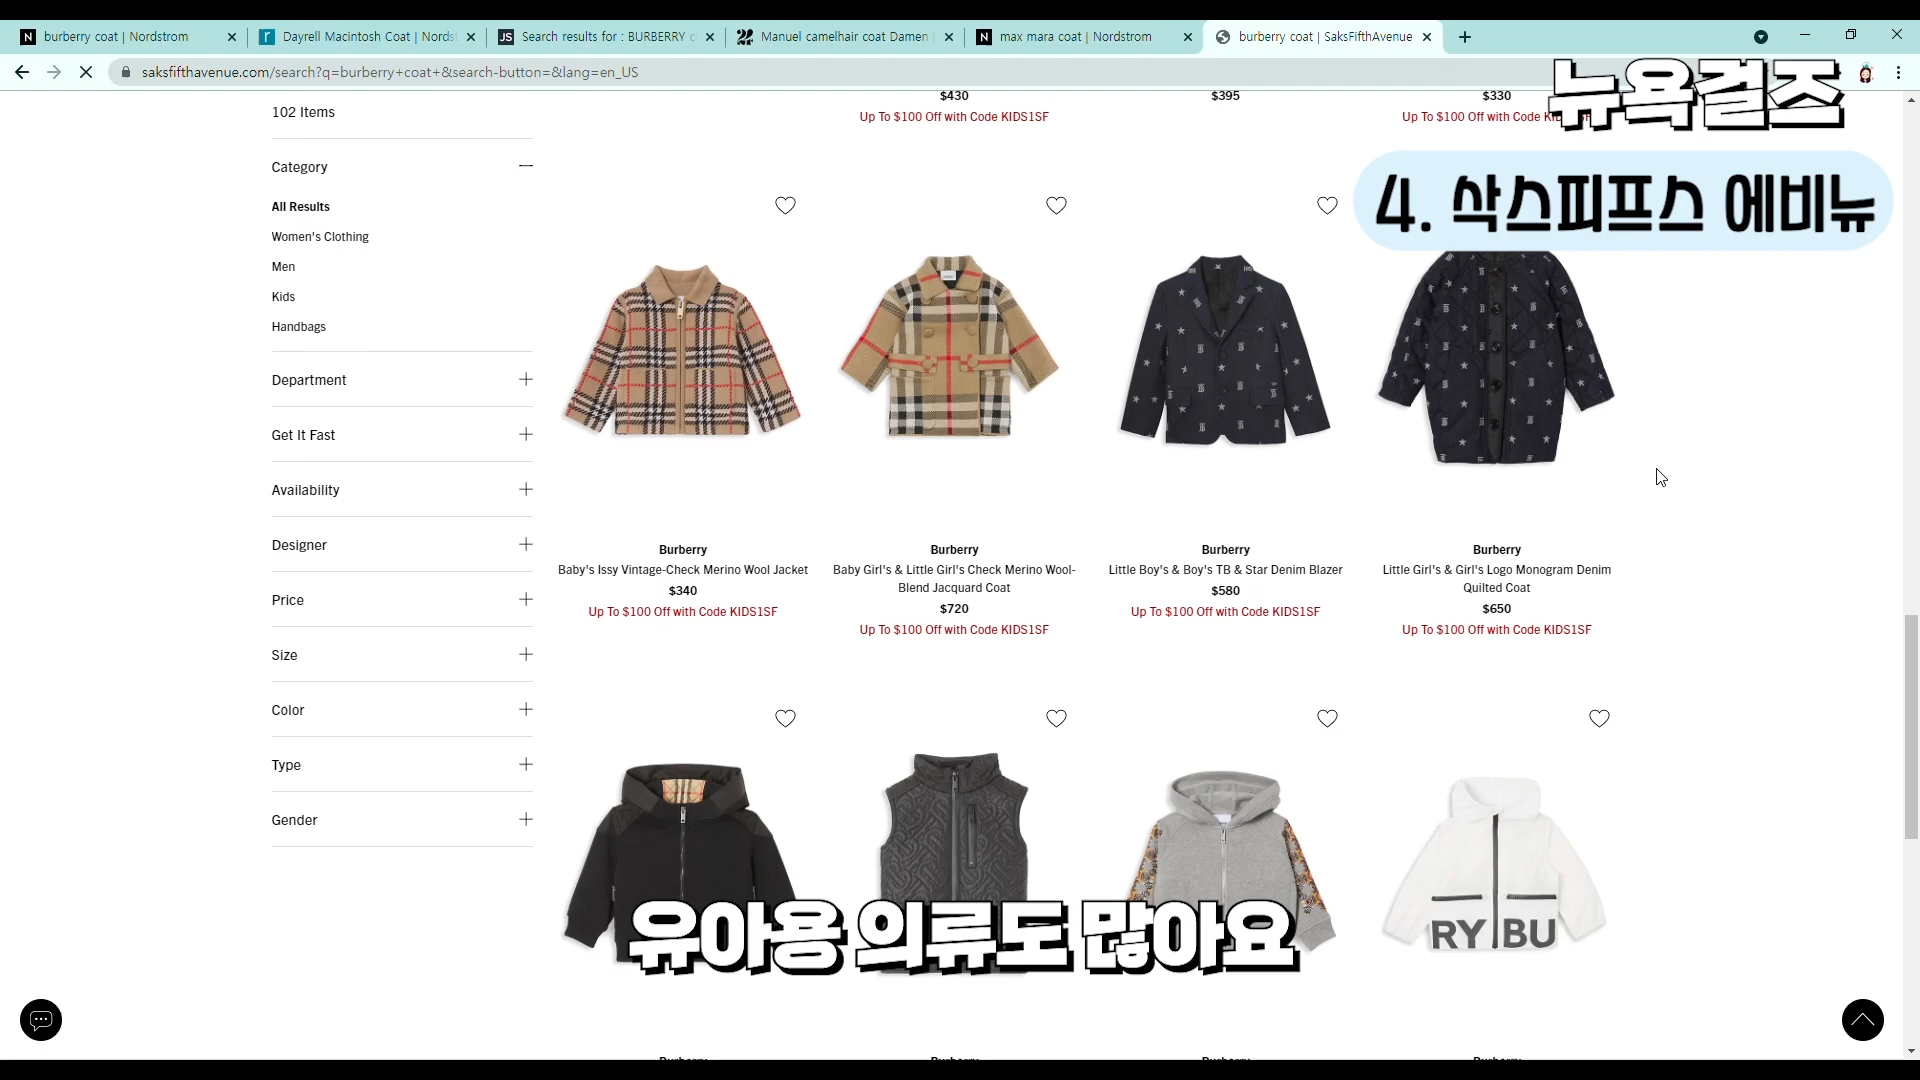 burberry coat | Nordstrom
Dayrell Macintosh Coat | Nords
Search results for : BURBERRY c
Manuel camelhair coat Damen
max mara coat | Nordstrom
burberry coat | SaksFifthAvenue
saksfifthavenue.com/search?q=burberry+coat+&search-button=&lang=en_US
뉴욕걸즈
4. 삭스피프스 에비뉴
102 Items
Category
All Results
Women's Clothing
Men
Kids
Handbags
Department
Get It Fast
Availability
Designer
Price
Size
Color
Type
Gender
$430
Up To $100 Off with Code KIDS1SF
$395
$330
Up To $100 Off with Code
Burberry
Baby's Issy Vintage-Check Merino Wool Jacket
$340
Up To $100 Off with Code KIDS1SF
Burberry
Baby Girl's & Little Girl's Check Merino Wool-
Blend Jacquard Coat
$720
Up To $100 Off with Code KIDS1SF
Burberry
Little Boy's & Boy's TB & Star Denim Blazer
$580
Up To $100 Off with Code KIDS1SF
Burberry
Little Girl's & Girl's Logo Monogram Denim
Quilted Coat
$650
Up To $100 Off with Code KIDS1SF
RY BU
유아용 의류도 많아요